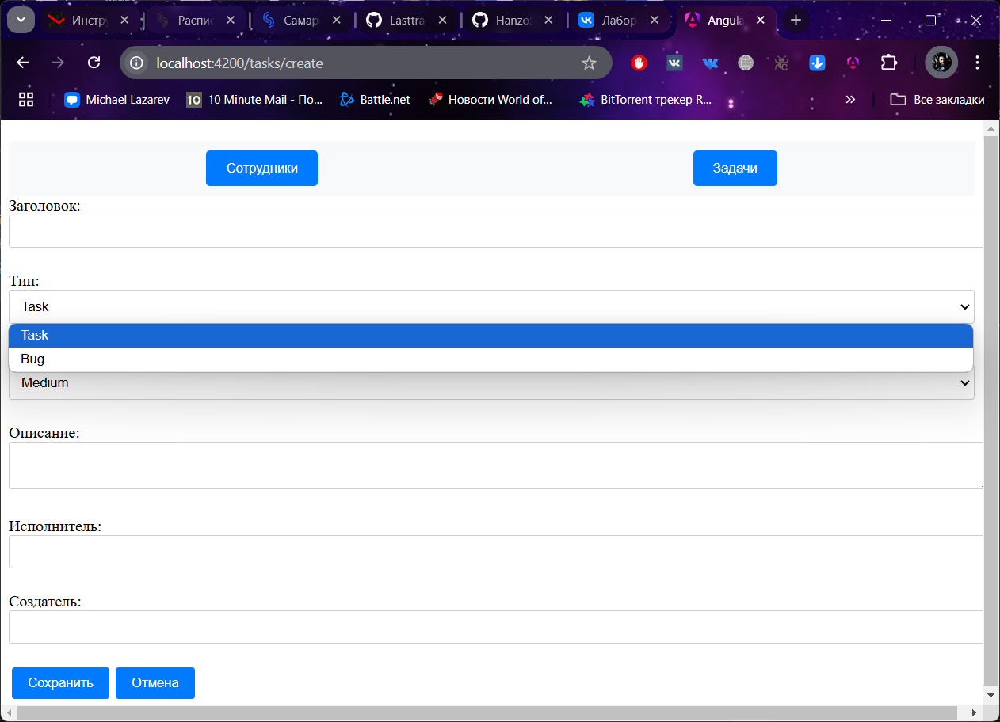 Инстру Распис Самар Lasttra Hanzo Лабор Angula
localhost:4200/tasks/create
Michael Lazarev 10 10 Minute Mail - По... Battle.net Новости World of... BitTorrent трекер R... Все закладки
Сотрудники Задачи
Заголовок:
Тип:
Task
Task
Bug
Medium
Описание:
Исполнитель:
Создатель:
Сохранить Отмена